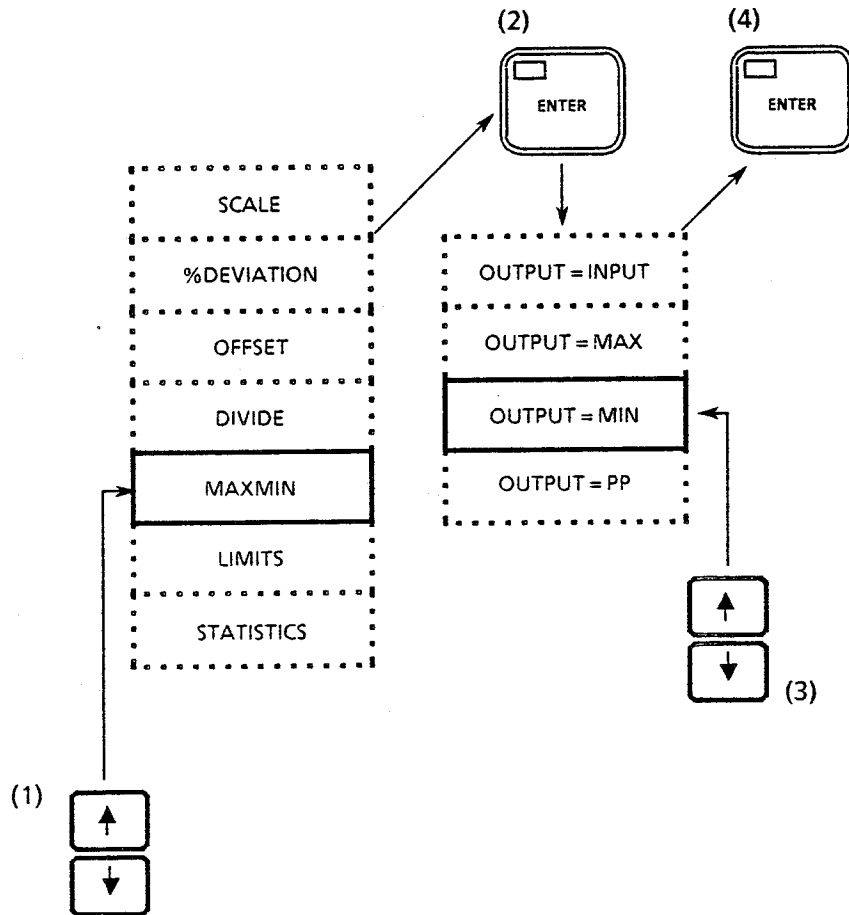 (2)
(4)
ENTER
ENTER
SCALE
%DEVIATION
OFFSET
DIVIDE
MAXMIN
LIMITS
STATISTICS
OUTPUT = INPUT
OUTPUT = MAX
OUTPUT = MIN
OUTPUT = PP
(3)
(1)